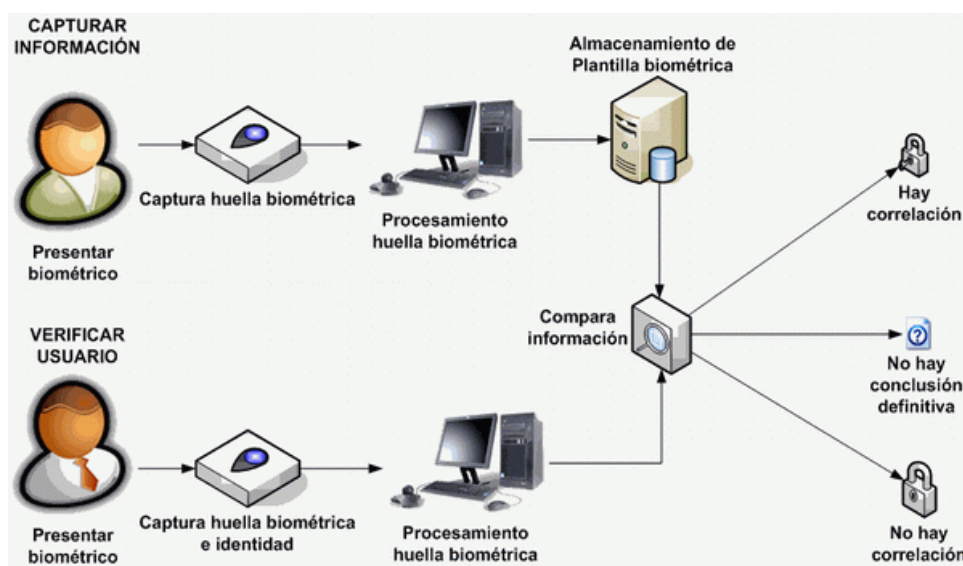 CAPTURAR
INFORMACIÓN
Presentar
biométrico
Captura huella biométrica
Procesamiento
huella biométrica
Almacenamiento de
Plantilla biométrica
Hay
correlación
VERIFICAR
USUARIO
Presentar
biométrico
Captura huella biométrica
e identidad
Procesamiento
huella biométrica
Compara
información
No hay
conclusión
definitiva
No hay
correlación